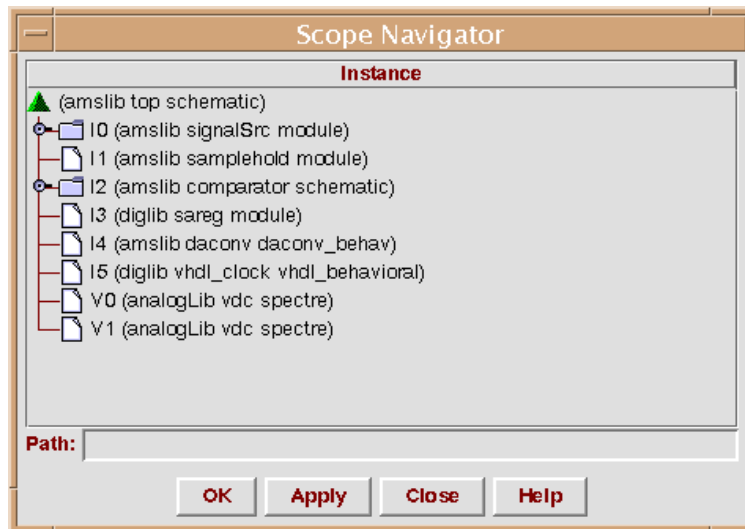 Scope Navigator
Instance
(amslib top schematic)
I0 (amslib signalSrc module)
I1 (amslib samplehold module)
I2 (amslib comparator schematic)
I3 (diglib sareg module)
I4 (amslib daconv daconv_behav)
I5 (diglib vhdl_clock vhdl_behavioral)
V0 (analogLib vdc spectre)
V1 (analogLib vdc spectre)
Path:
OK Apply Close Help